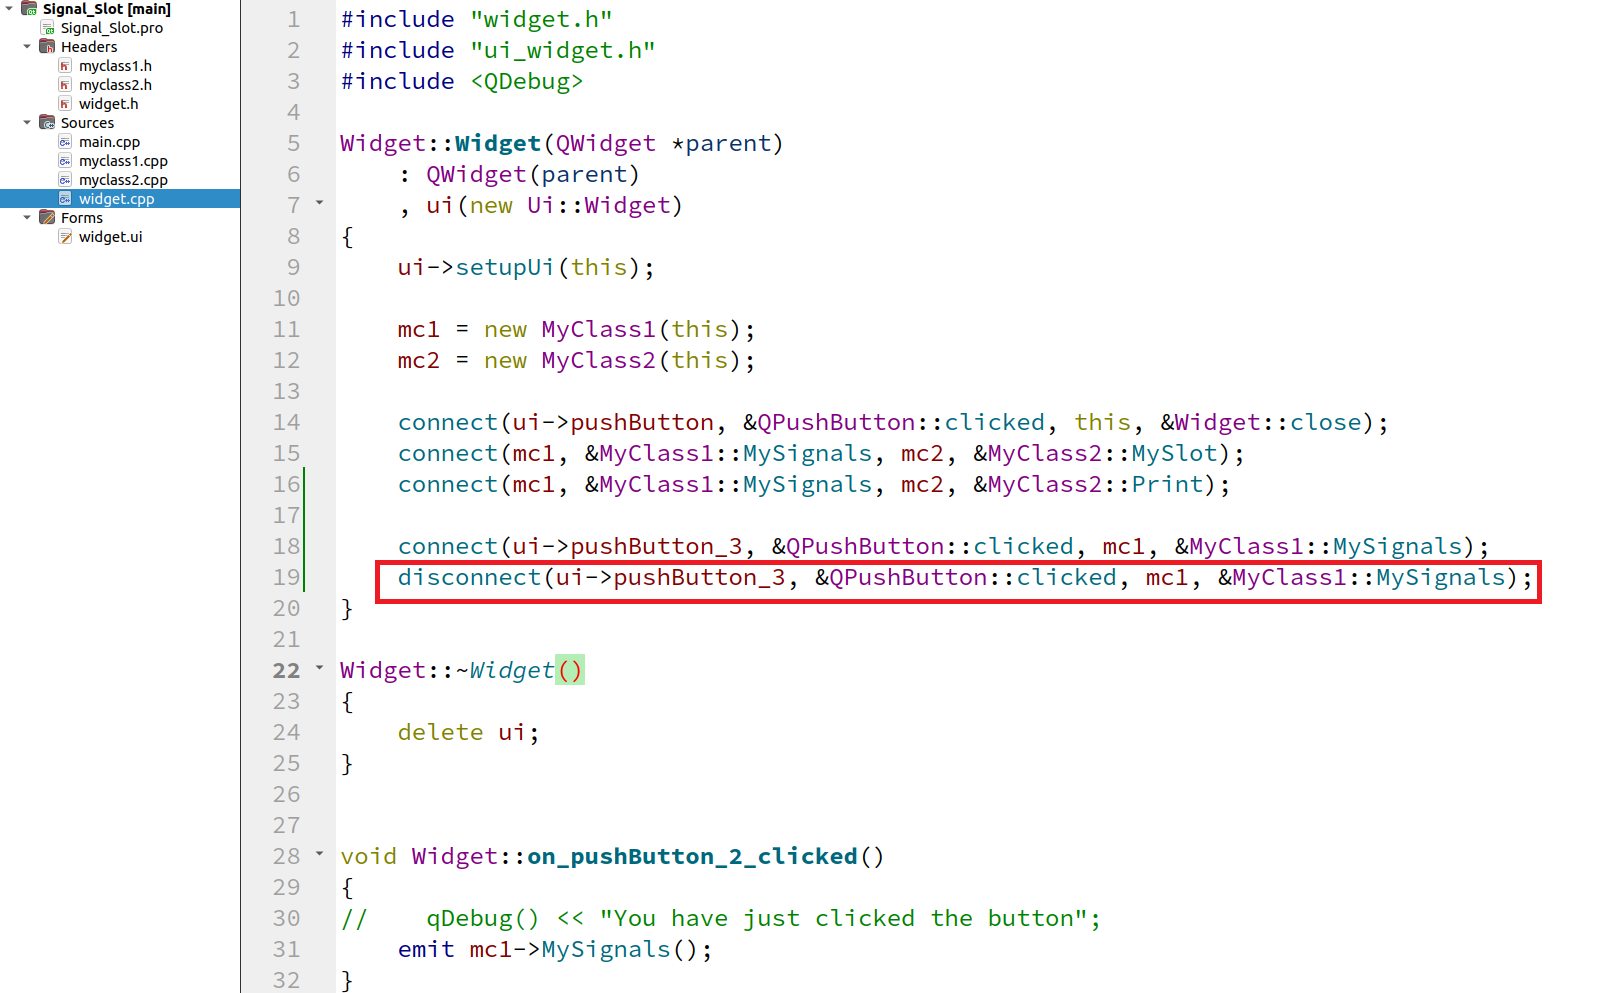 Signal_Slot [main]
Signal_Slot.pro
Headers
myclass1.h
myclass2.h
widget.h
Sources
main.cpp
myclass1.cpp
myclass2.cpp
widget.cpp
Forms
widget.ui
1 #include "widget.h"
2 #include "ui_widget.h"
3 #include <QDebug>
4
5 Widget::Widget(QWidget *parent)
6     : QWidget(parent)
7     , ui(new Ui::Widget)
8 {
9     ui->setupUi(this);
10
11     mc1 = new MyClass1(this);
12     mc2 = new MyClass2(this);
13
14     connect(ui->pushButton, &QPushButton::clicked, this, &Widget::close);
15     connect(mc1, &MyClass1::MySignals, mc2, &MyClass2::MySlot);
16     connect(mc1, &MyClass1::MySignals, mc2, &MyClass2::Print);
17
18     connect(ui->pushButton_3, &QPushButton::clicked, mc1, &MyClass1::MySignals);
19     disconnect(ui->pushButton_3, &QPushButton::clicked, mc1, &MyClass1::MySignals);
20 }
21
22 Widget::~Widget()
23 {
24     delete ui;
25 }
26
27
28 void Widget::on_pushButton_2_clicked()
29 {
30 //    qDebug() << "You have just clicked the button";
31     emit mc1->MySignals();
32 }